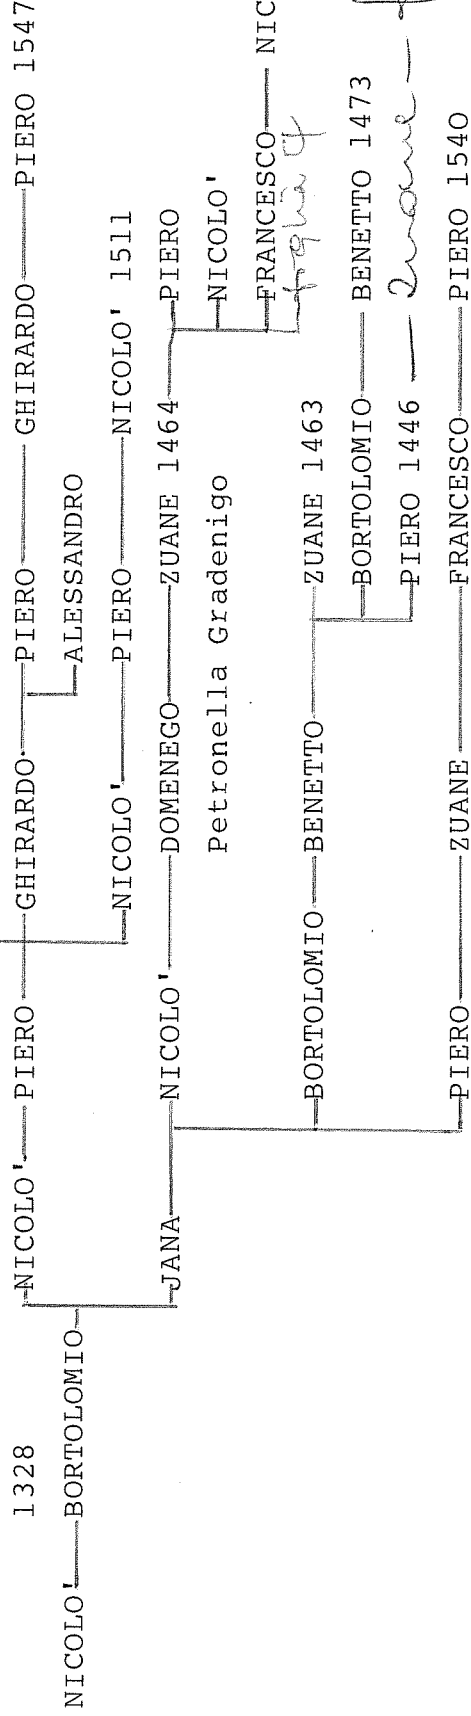 1328 NICOLO' PIERO GHIRARDO PIERO GHIRARDO PIERO 1547
NICOLO' BORTOLOMIO ALESSANDRO
NICOLO' PIERO NICOLO' 1511
JANA NICOLO' DOMENEGO ZUANE 1464 PIERO
Petronella Gradenigo NICOLO'
FRANCESCO NIC
BORTOLOMIO BENETTO ZUANE 1463
BORTOLOMIO BENETTO 1473
PIERO 1446
PIERO ZUANE FRANCESCO PIERO 1540